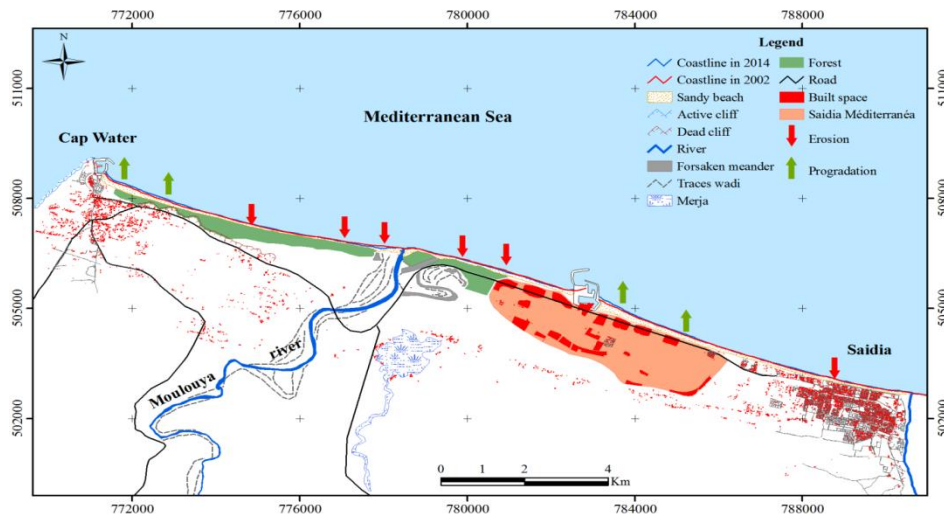 772000 776000 780000 784000 788000
N
511000
508000
505000
502000
511000
508000
505000
502000
Mediterranean Sea
Cap Water
Moulouya river
Saidia
Legend
Coastline in 2014
Coastline in 2002
Sandy beach
Active cliff
Dead cliff
River
Forsaken meander
Traces wadi
Merja
Forest
Road
Built space
Saidia Méditerranéa
Erosion
Progradation
0 1 2 4
Km
772000 776000 780000 784000 788000